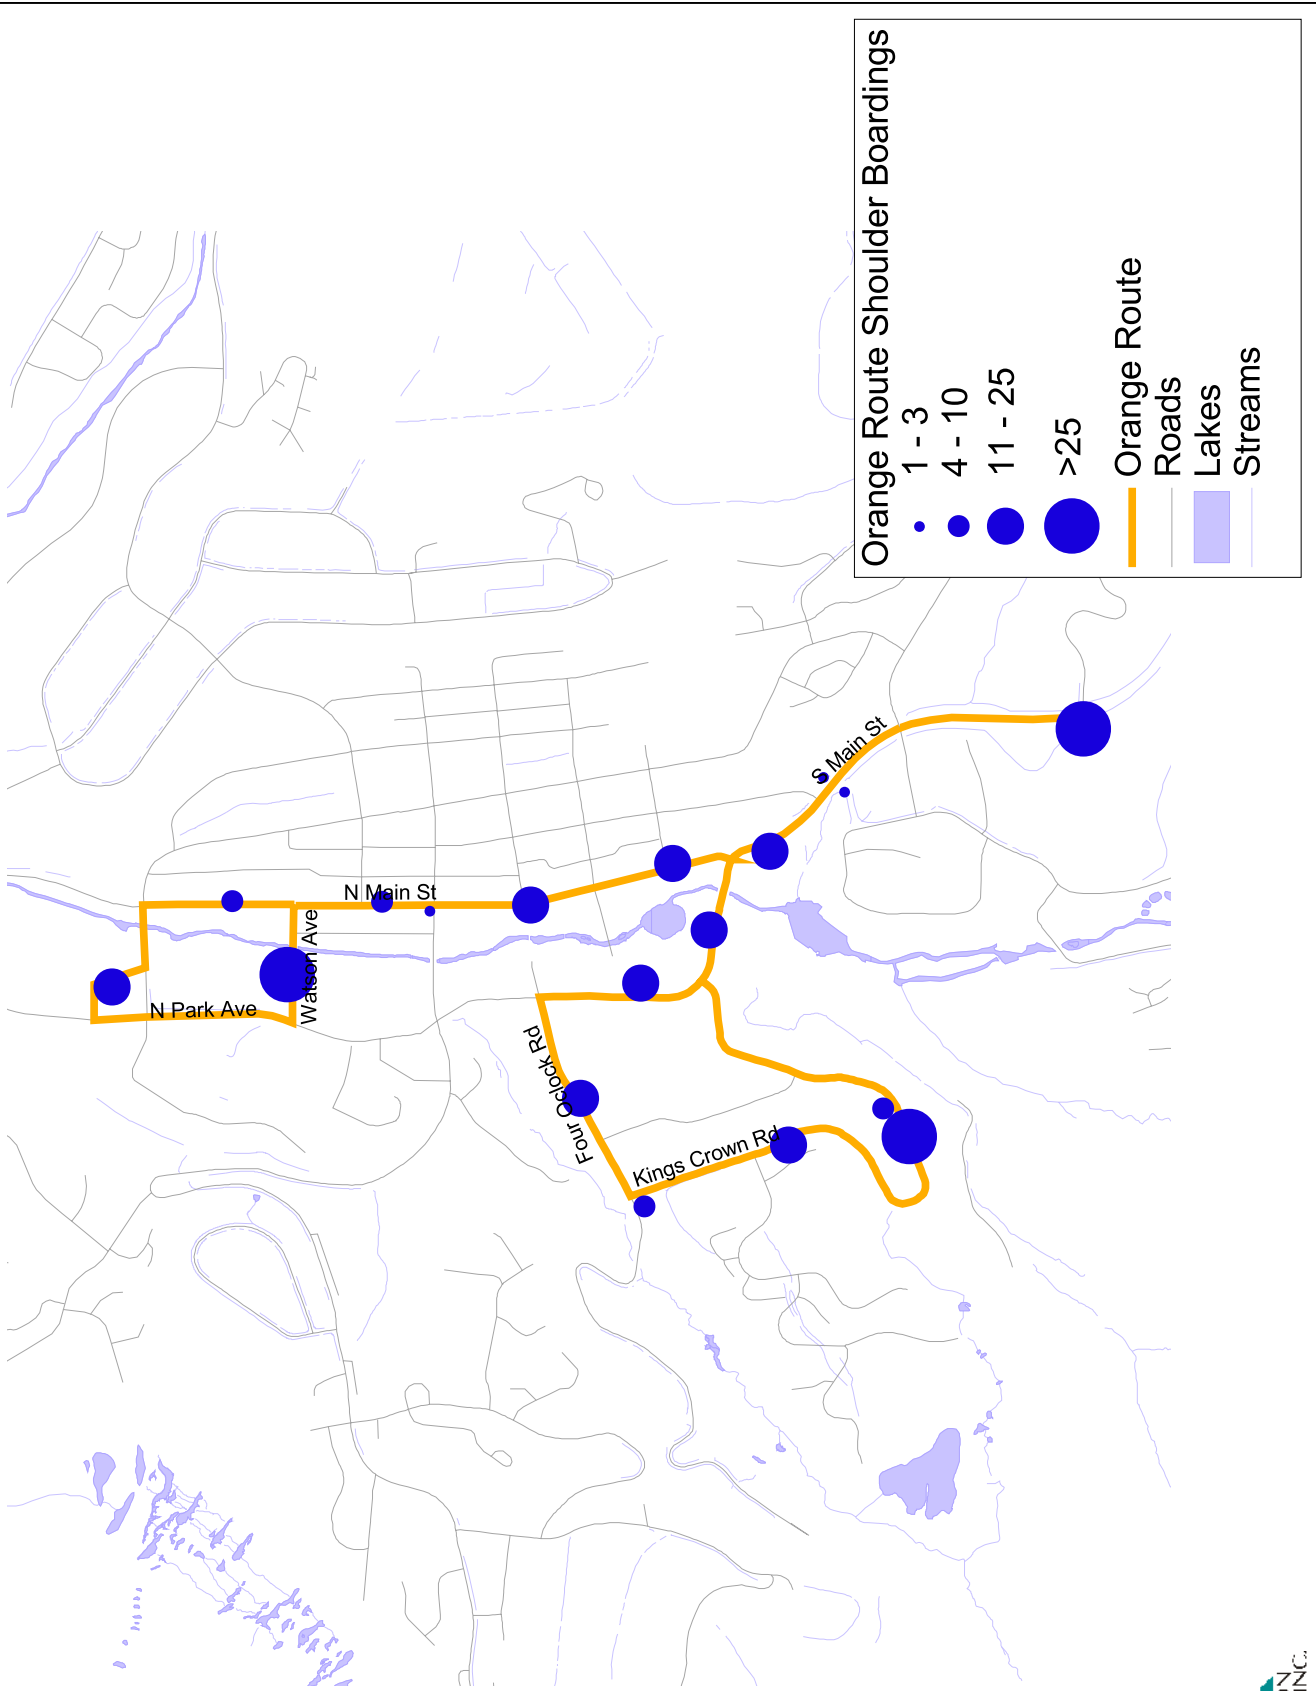 Orange Route Shoulder Boardings
1 - 3
4 - 10
11 - 25
>25
Orange Route
Roads
Lakes
Streams
S Main St
N Main St
Watson Ave
N Park Ave
Four Oclock Rd
Kings Crown Rd
INC.